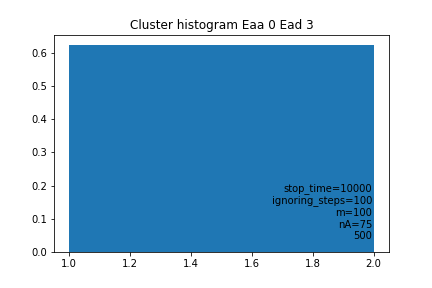 Cluster histogram Eaa 0 Ead 3
0.6
0.5
0.4
0.3
0.2
0.1
0.0
stop_time=10000
ignoring_steps=100
m=100
nA=75
500
1.0 1.2 1.4 1.6 1.8 2.0